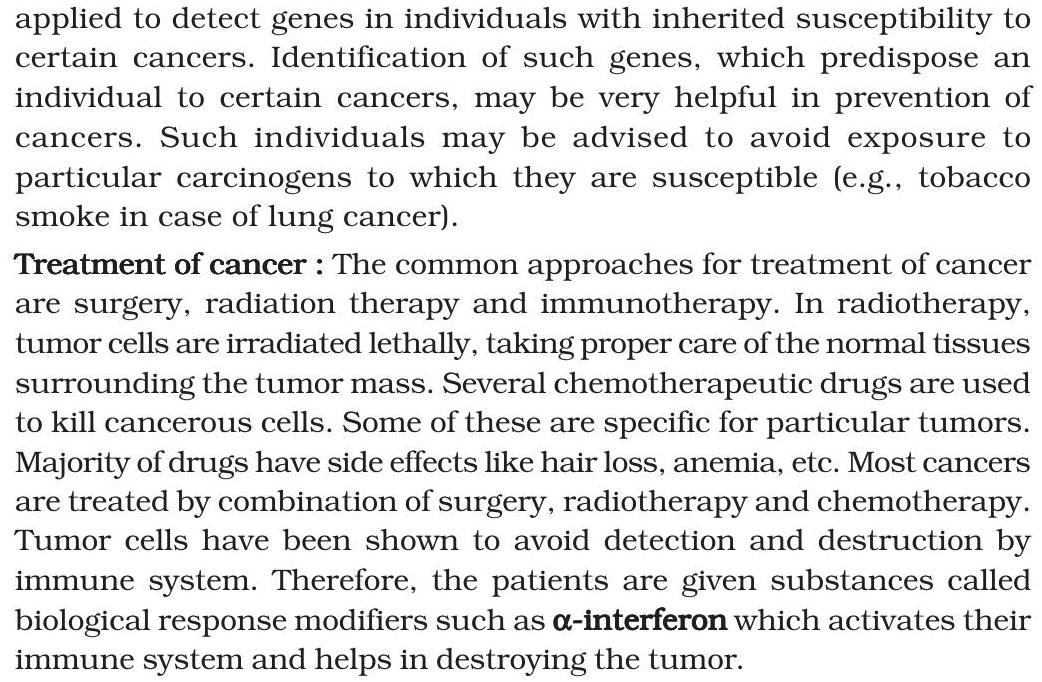 applied to detect genes in individuals with inherited susceptibility to
certain cancers. Identification of such genes, which predispose an
individual to certain cancers, may be very helpful in prevention of
cancers. Such individuals may be advised to avoid exposure to
particular carcinogens to which they are susceptible (e.g., tobacco
smoke in case of lung cancer).
Treatment of cancer : The common approaches for treatment of cancer
are surgery, radiation therapy and immunotherapy. In radiotherapy,
tumor cells are irradiated lethally, taking proper care of the normal tissues
surrounding the tumor mass. Several chemotherapeutic drugs are used
to kill cancerous cells. Some of these are specific for particular tumors.
Majority of drugs have side effects like hair loss, anemia, etc. Most cancers
are treated by combination of surgery, radiotherapy and chemotherapy.
Tumor cells have been shown to avoid detection and destruction by
immune system. Therefore, the patients are given substances called
biological response modifiers such as α-interferon which activates their
immune system and helps in destroying the tumor.